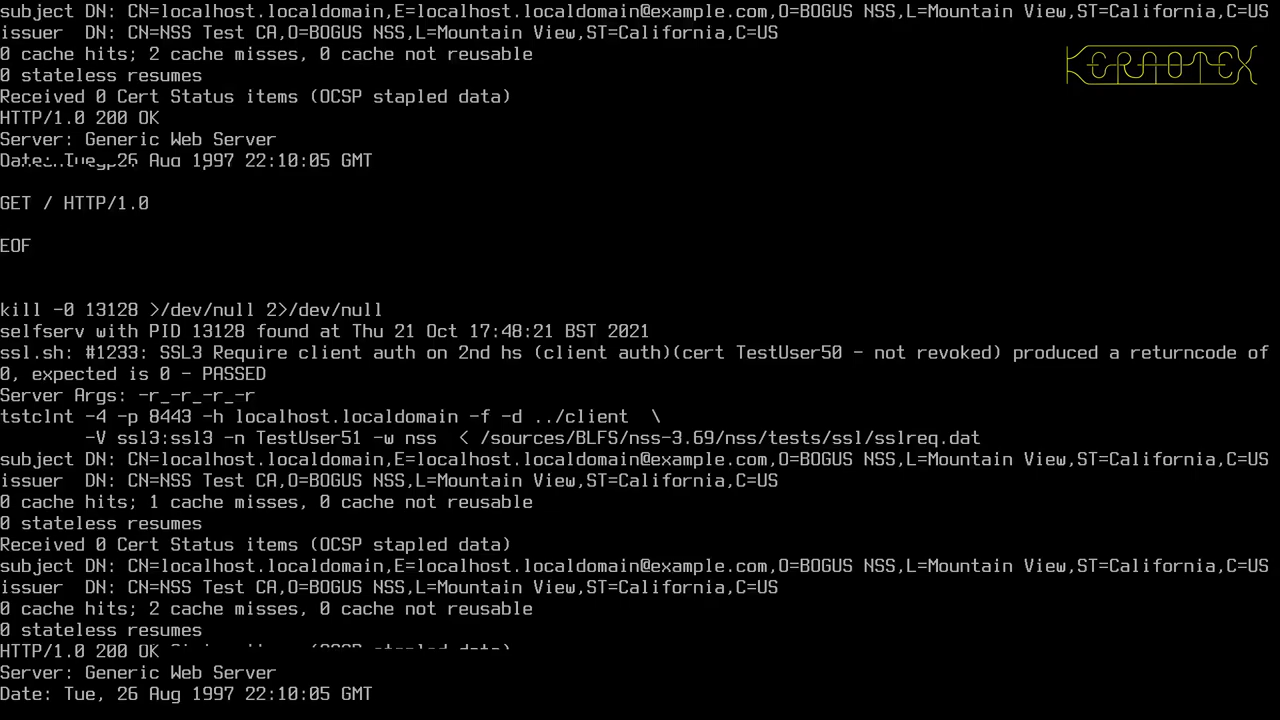 subject DN: CN=localhost.localdomain,E=localhost.localdomain@example.com,O=BOGUS NSS,L=Mountain View,ST=California,C=US
issuer  DN: CN=NSS Test CA,O=BOGUS NSS,L=Mountain View,ST=California,C=US
KERNOTEX
0 cache hits; 2 cache misses, 0 cache not reusable
0 stateless resumes
Received 0 Cert Status items (OCSP stapled data)
HTTP/1.0 200 OK
Server: Generic Web Server
Date: Tue, 26 Aug 1997 22:10:05 GMT
GET / HTTP/1.0
EOF
kill -0 13128 >/dev/null 2>/dev/null
selfserv with PID 13128 found at Thu 21 Oct 17:48:21 BST 2021
ssl.sh: #1233: SSL3 Require client auth on 2nd hs (client auth)(cert TestUser50 - not revoked) produced a returncode of
0, expected is 0 - PASSED
Server Args: -r_-r_-r_-r
tstclnt -4 -p 8443 -h localhost.localdomain -f -d ../client  \
        -V ssl3:ssl3 -n TestUser51 -w nss  < /sources/BLFS/nss-3.69/nss/tests/ssl/sslreq.dat
subject DN: CN=localhost.localdomain,E=localhost.localdomain@example.com,O=BOGUS NSS,L=Mountain View,ST=California,C=US
issuer  DN: CN=NSS Test CA,O=BOGUS NSS,L=Mountain View,ST=California,C=US
0 cache hits; 1 cache misses, 0 cache not reusable
0 stateless resumes
Received 0 Cert Status items (OCSP stapled data)
subject DN: CN=localhost.localdomain,E=localhost.localdomain@example.com,O=BOGUS NSS,L=Mountain View,ST=California,C=US
issuer  DN: CN=NSS Test CA,O=BOGUS NSS,L=Mountain View,ST=California,C=US
0 cache hits; 2 cache misses, 0 cache not reusable
0 stateless resumes
HTTP/1.0 200 OK
Server: Generic Web Server
Date: Tue, 26 Aug 1997 22:10:05 GMT